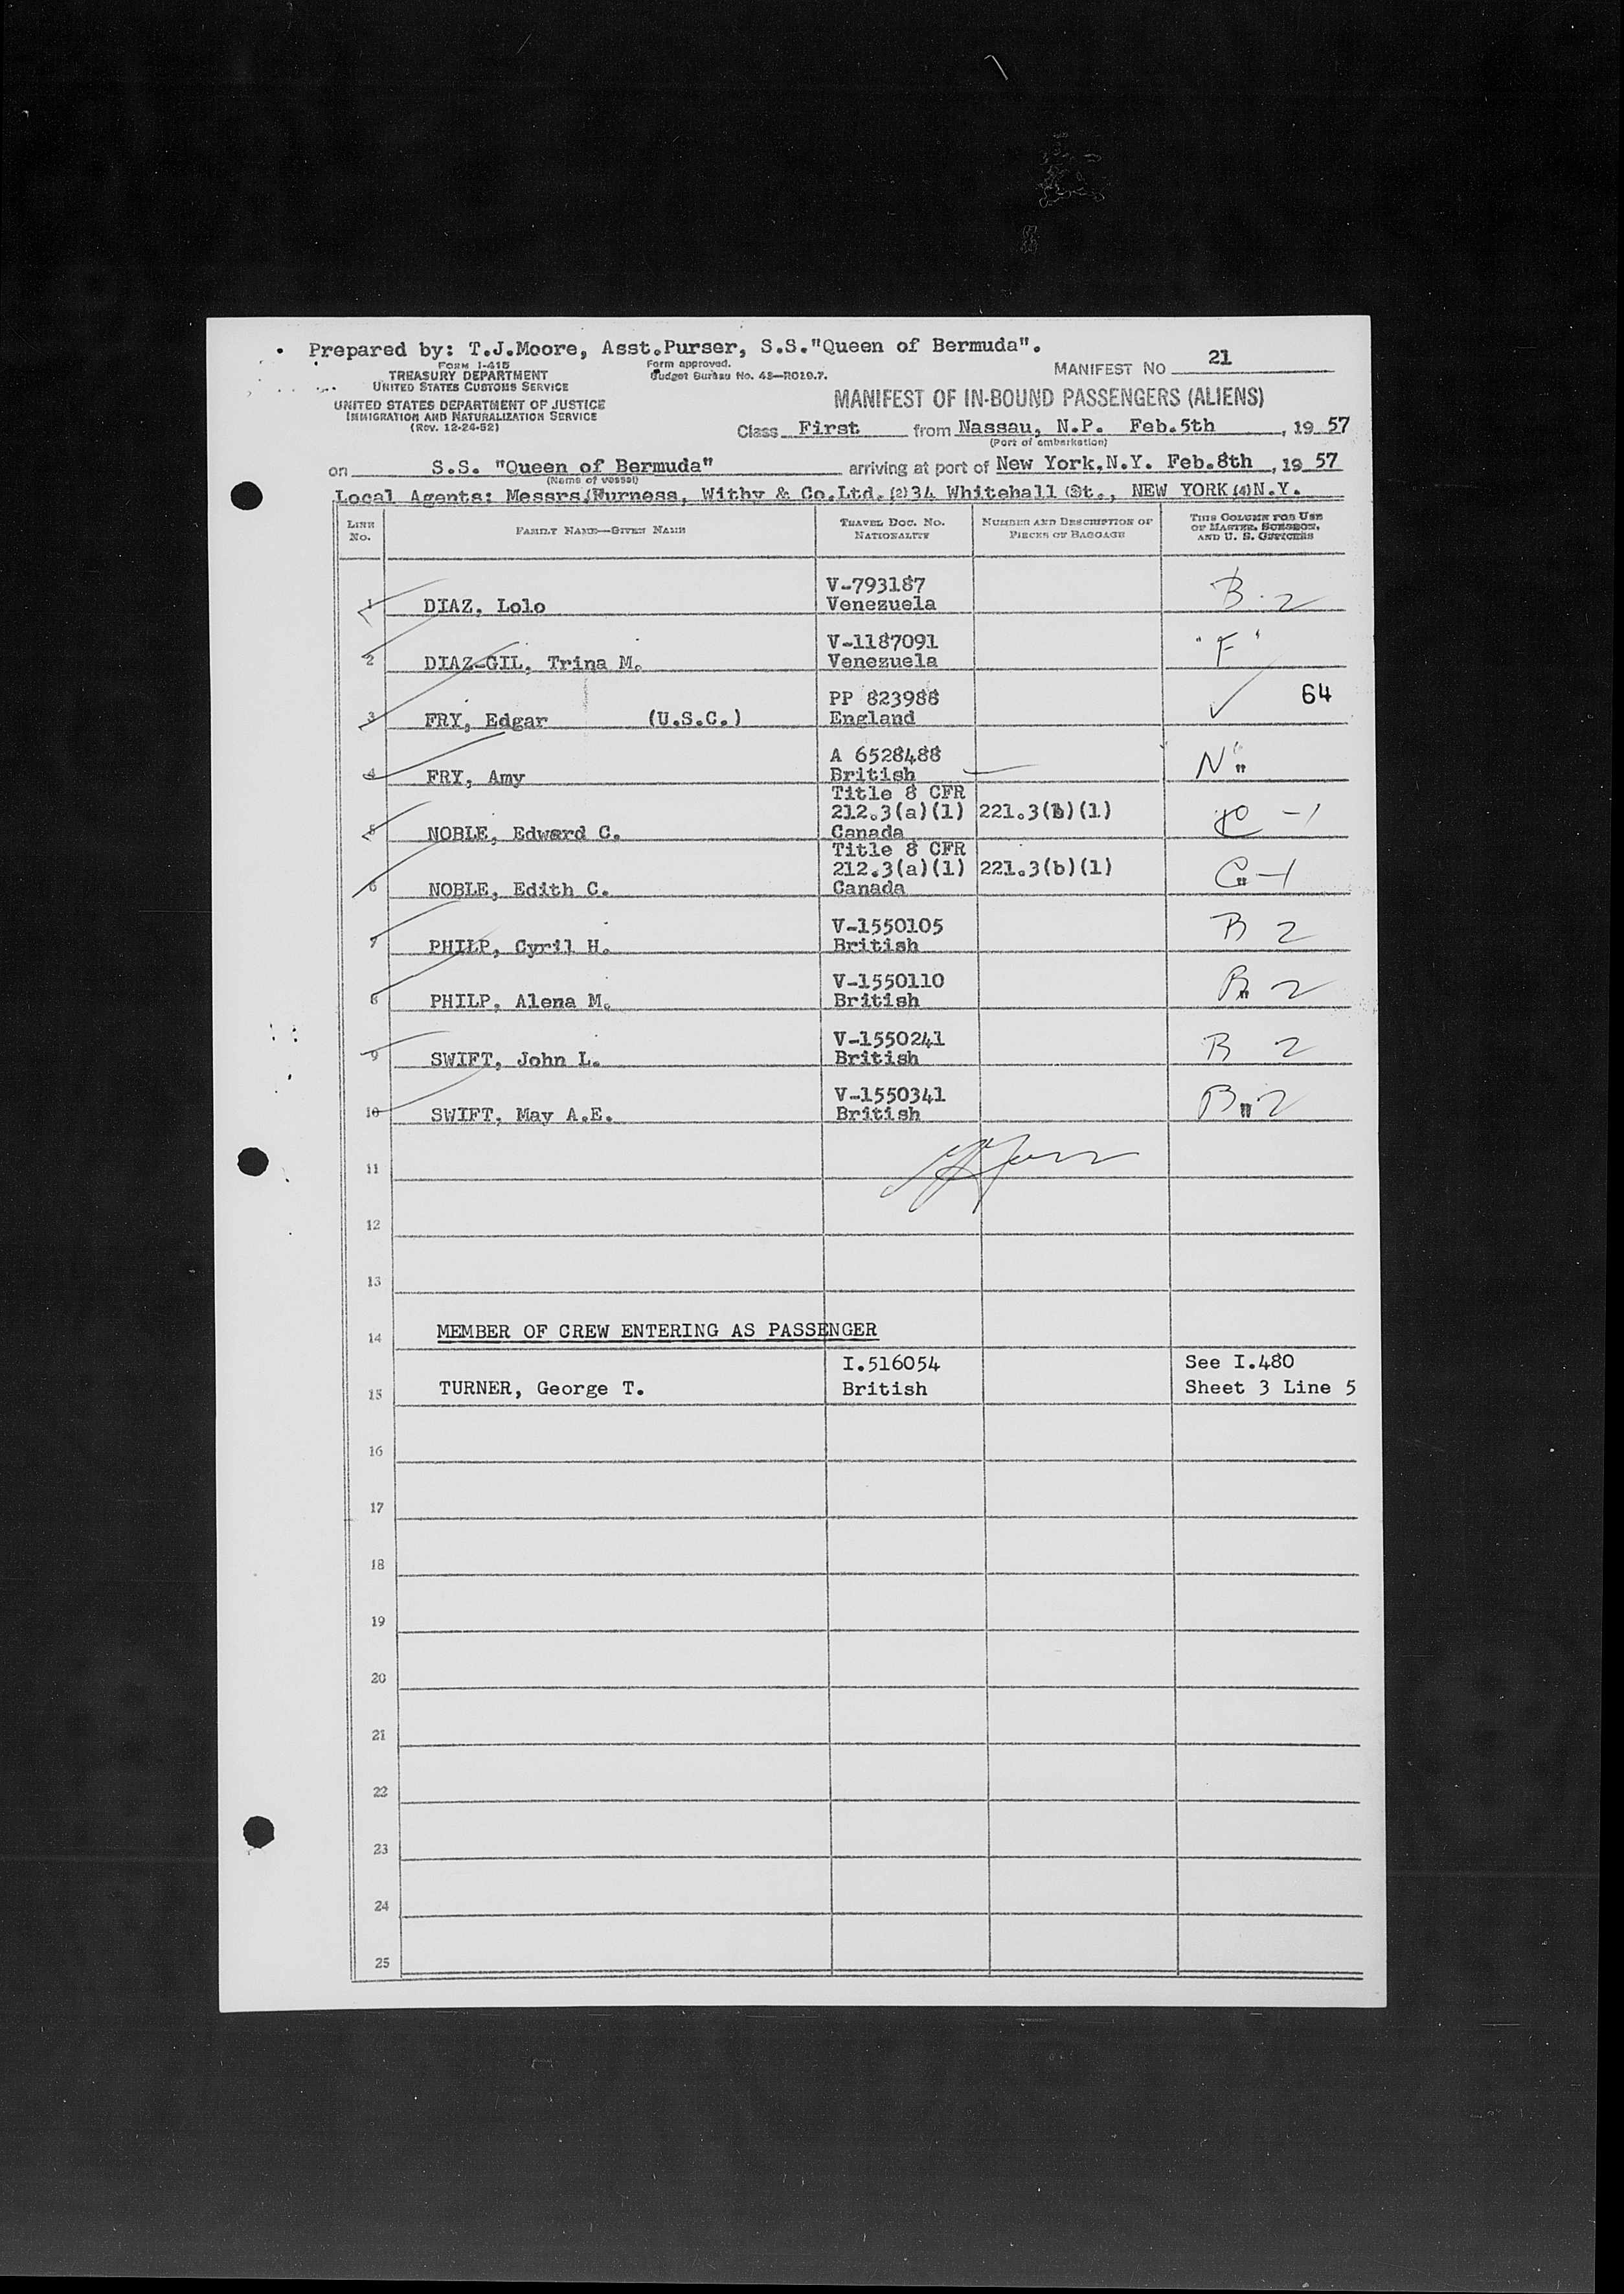 Prepared by: T.J.Moore, Asst.Purser, S.S."Queen of Bermuda".
FORM I-415
TREASURY DEPARTMENT
UNITED STATES CUSTOMS SERVICE
UNITED STATES DEPARTMENT OF JUSTICE
IMMIGRATION AND NATURALIZATION SERVICE
(Rev. 12-24-52)
Form approved.
Budget Bureau No. 43—R020.7.
MANIFEST NO 21
MANIFEST OF IN-BOUND PASSENGERS (ALIENS)
Class First from Nassau, N.P. Feb.5th , 19 57
(Port of embarkation)
on S.S. "Queen of Bermuda" arriving at port of New York,N.Y. Feb.8th , 19 57
(Name of vessel)
Local Agents: Messrs.Furness, Withy & Co.Ltd. (2) 34 Whitehall St., NEW YORK (4) N.Y.
LINE No. FAMILY NAME—GIVEN NAME TRAVEL DOC. NO. NATIONALITY NUMBER AND DESCRIPTION OF PIECES OF BAGGAGE THIS COLUMN FOR USE OF MASTER, SURGEON, AND U. S. OFFICERS
V-793187
1 DIAZ, Lolo Venezuela B-2
V-1187091
2 DIAZ-GIL, Trina M. Venezuela "F"
PP 823988 64
3 FRY, Edgar (U.S.C.) England
A 6528488
4 FRY, Amy British N"
Title 8 CFR
212.3(a)(1) 221.3(b)(1)
5 NOBLE, Edward C. Canada C-1
Title 8 CFR
212.3(a)(1) 221.3(b)(1)
6 NOBLE, Edith C. Canada C-1
V-1550105
7 PHILP, Cyril H. British B 2
V-1550110
8 PHILP, Alena M. British B 2
V-1550241
9 SWIFT, John L. British B 2
V-1550341
10 SWIFT, May A.E. British B 2
11
12
13
14 MEMBER OF CREW ENTERING AS PASSENGER
I.516054 See I.480
15 TURNER, George T. British Sheet 3 Line 5
16
17
18
19
20
21
22
23
24
25